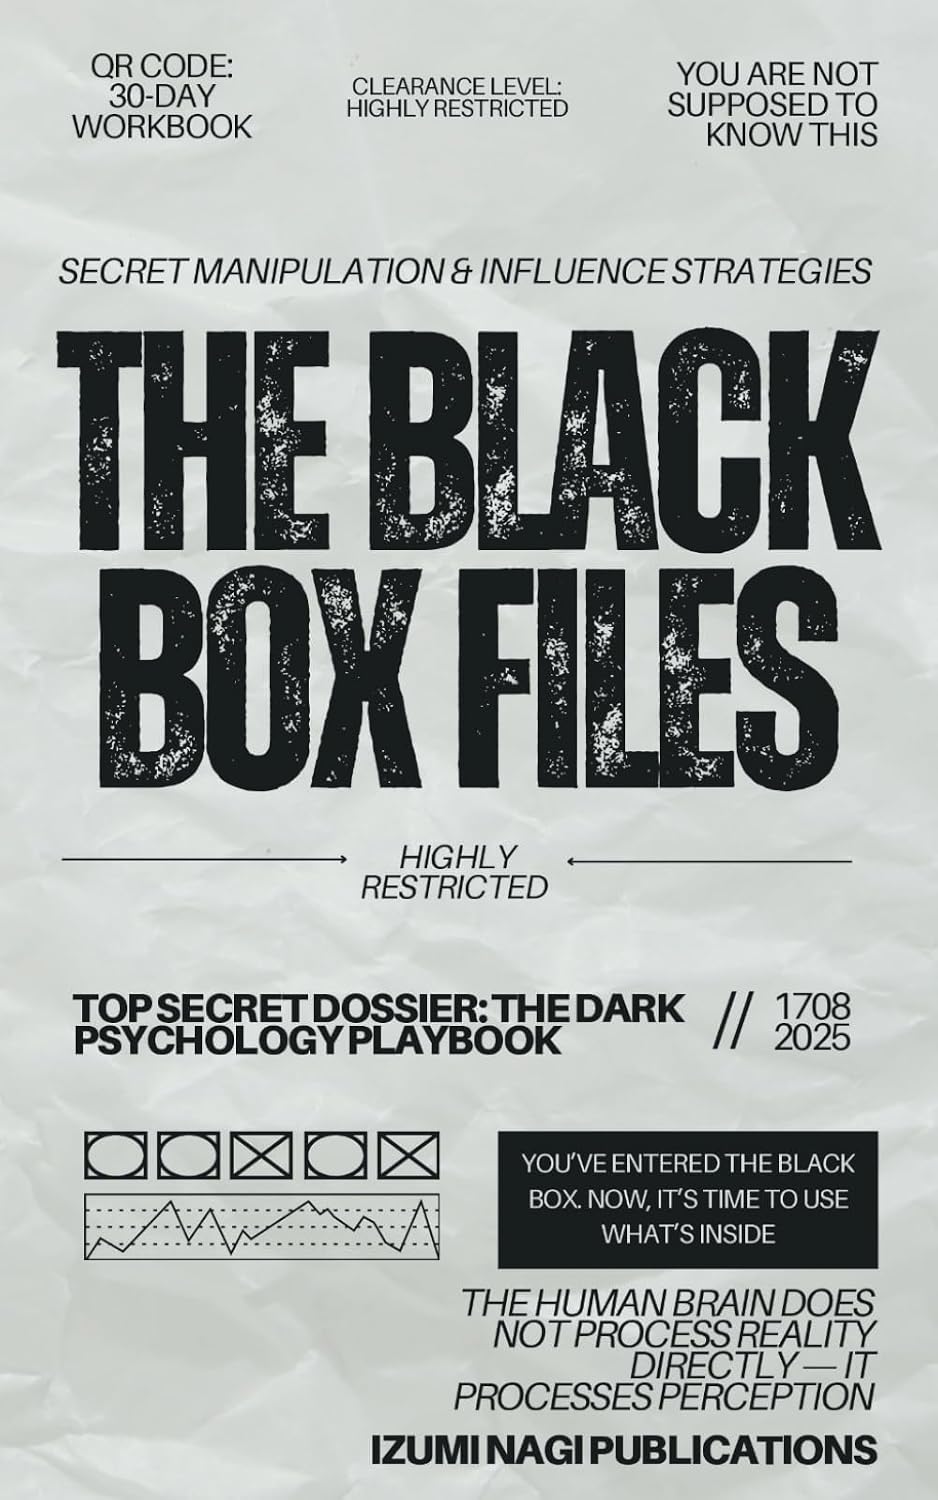 QR CODE:
30-DAY
WORKBOOK
CLEARANCE LEVEL:
HIGHLY RESTRICTED
YOU ARE NOT
SUPPOSED TO
KNOW THIS
SECRET MANIPULATION & INFLUENCE STRATEGIES
THE BLACK
BOX FILES
HIGHLY
RESTRICTED
TOP SECRET DOSSIER: THE DARK
PSYCHOLOGY PLAYBOOK
//
1708
2025
YOU'VE ENTERED THE BLACK
BOX. NOW, IT'S TIME TO USE
WHAT'S INSIDE
THE HUMAN BRAIN DOES
NOT PROCESS REALITY
DIRECTLY — IT
PROCESSES PERCEPTION
IZUMI NAGI PUBLICATIONS